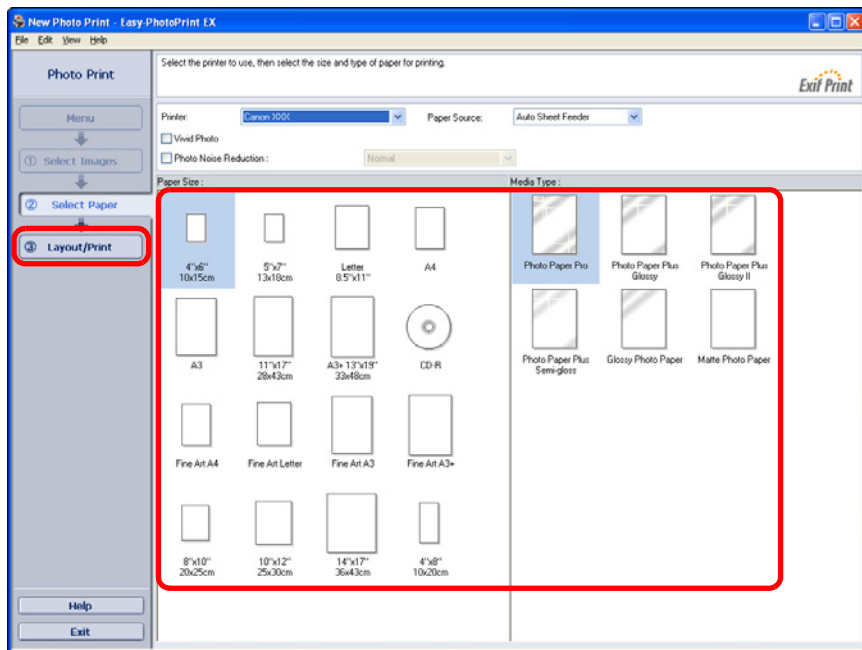 New Photo Print - Easy-PhotoPrint EX
File Edit View Help
Photo Print
Select the printer to use, then select the size and type of paper for printing.
Exif Print
Menu
① Select Images
② Select Paper
③ Layout/Print
Help
Exit
Printer: Canon XXX Paper Source: Auto Sheet Feeder
Vivid Photo
Photo Noise Reduction : Normal
Paper Size :
4"x6"
10x15cm
5"x7"
13x18cm
Letter
8.5"x11"
A4
A3
11"x17"
28x43cm
A3+ 13"x19"
33x48cm
CD-R
Fine Art A4
Fine Art Letter
Fine Art A3
Fine Art A3+
8"x10"
20x25cm
10"x12"
25x30cm
14"x17"
36x43cm
4"x8"
10x20cm
Media Type :
Photo Paper Pro
Photo Paper Plus
Glossy
Photo Paper Plus
Glossy II
Photo Paper Plus
Semi-gloss
Glossy Photo Paper
Matte Photo Paper